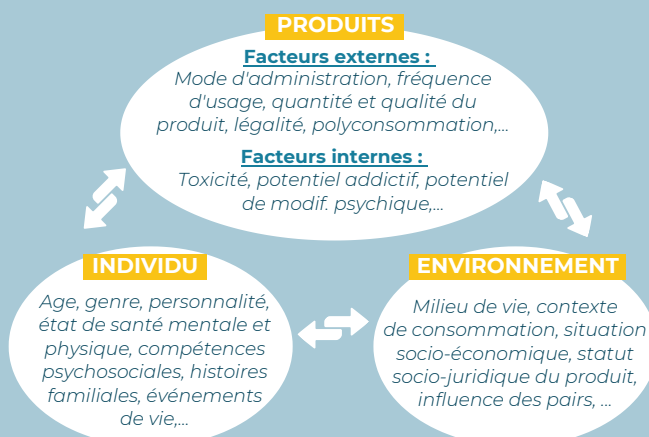 PRODUITS
Facteurs externes :
Mode d'administration, fréquence
d'usage, quantité et qualité du
produit, légalité, polyconsommation,...
Facteurs internes :
Toxicité, potentiel addictif, potentiel
de modif. psychique,...
INDIVIDU
Age, genre, personnalité,
état de santé mentale et
physique, compétences
psychosociales, histoires
familiales, événements
de vie,...
ENVIRONNEMENT
Milieu de vie, contexte
de consommation, situation
socio-économique, statut
socio-juridique du produit,
influence des pairs, ...